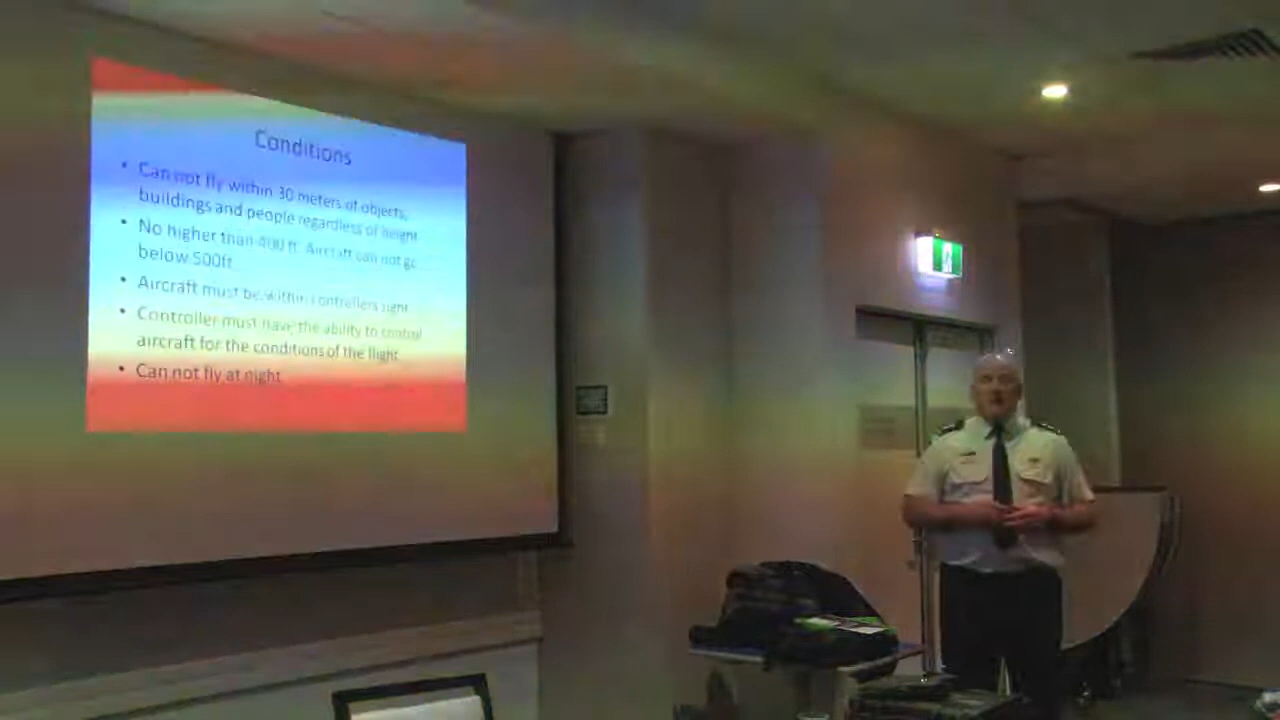 Conditions
• Can not fly within 30 meters of objects,
buildings and people regardless of height
• No higher than 400 ft. Aircraft can not go
below 500ft
• Aircraft must be within controllers sight
• Controller must have the ability to control
aircraft for the conditions of the flight
• Can not fly at night